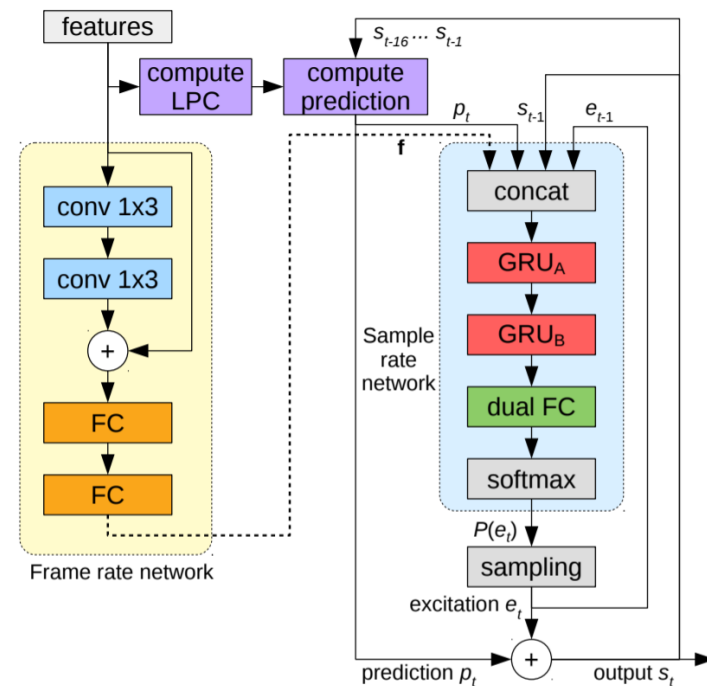 features
s_{t-16} ... s_{t-1}
compute
LPC
compute
prediction
p_t
s_{t-1}
e_{t-1}
f
concat
conv 1x3
GRU_A
conv 1x3
GRU_B
Sample
rate
network
+
dual FC
FC
softmax
FC
P(e_t)
sampling
Frame rate network
excitation e_t
+
prediction p_t
output s_t